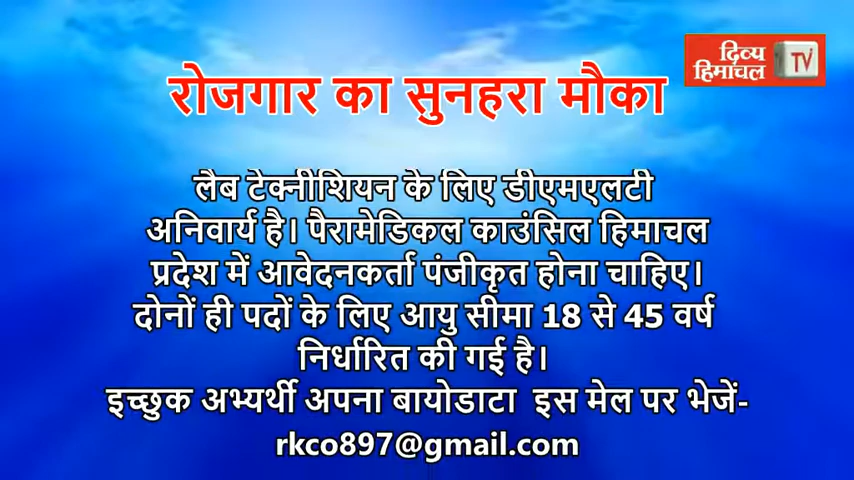 दिव्य
हिमाचल TV
रोजगार का सुनहरा मौका
लैब टेक्नीशियन के लिए डीएमएलटी
अनिवार्य है। पैरामेडिकल काउंसिल हिमाचल
प्रदेश में आवेदनकर्ता पंजीकृत होना चाहिए।
दोनों ही पदों के लिए आयु सीमा 18 से 45 वर्ष
निर्धारित की गई है।
इच्छुक अभ्यर्थी अपना बायोडाटा इस मेल पर भेजें-
rkco897@gmail.com